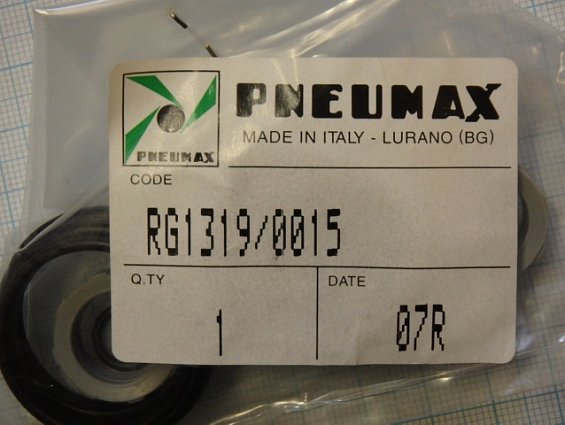 PNEUMAX
PNEUMAX
MADE IN ITALY - LURANO (BG)
CODE
RG1319/0015
Q.TY
DATE
1
07R